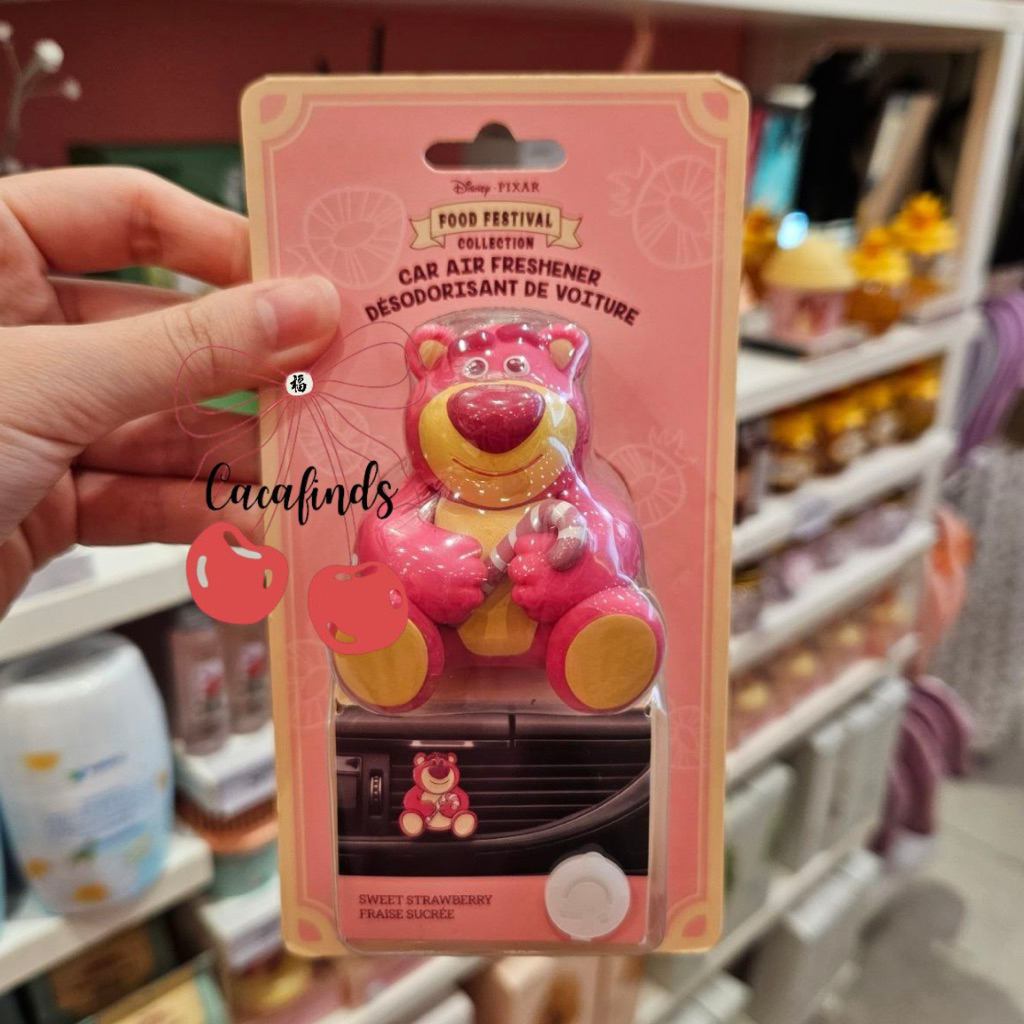 Disney · PIXAR
FOOD FESTIVAL
COLLECTION
CAR AIR FRESHENER
DÉSODORISANT DE VOITURE
福
Cacafinds
SWEET STRAWBERRY
FRAISE SUCRÉE